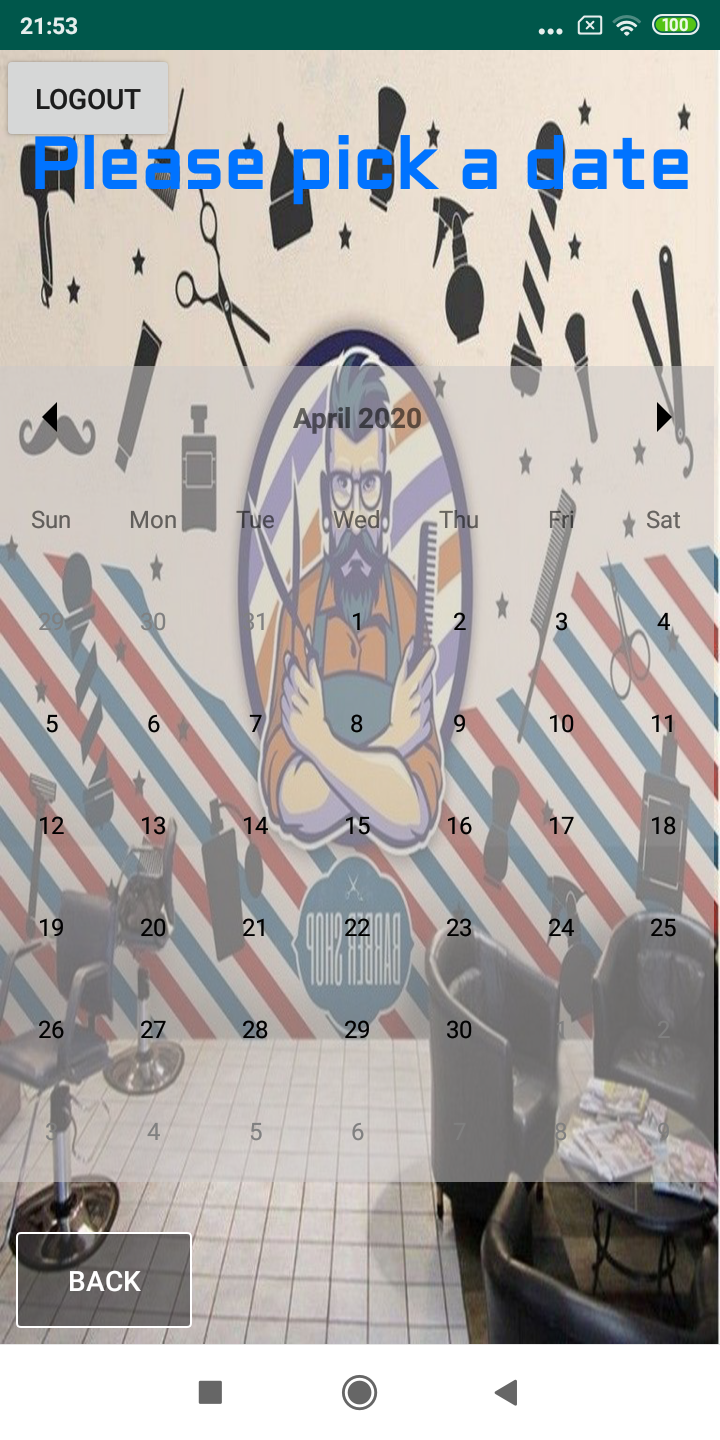 21:53
100
LOGOUT
Please pick a date
April 2020
Sun Mon Tue Wed Thu Fri Sat
29 30 31 1 2 3 4
5 6 7 8 9 10 11
12 13 14 15 16 17 18
19 20 21 22 23 24 25
BARBER SHOP
26 27 28 29 30 1 2
3 4 5 6 7 8 9
BACK